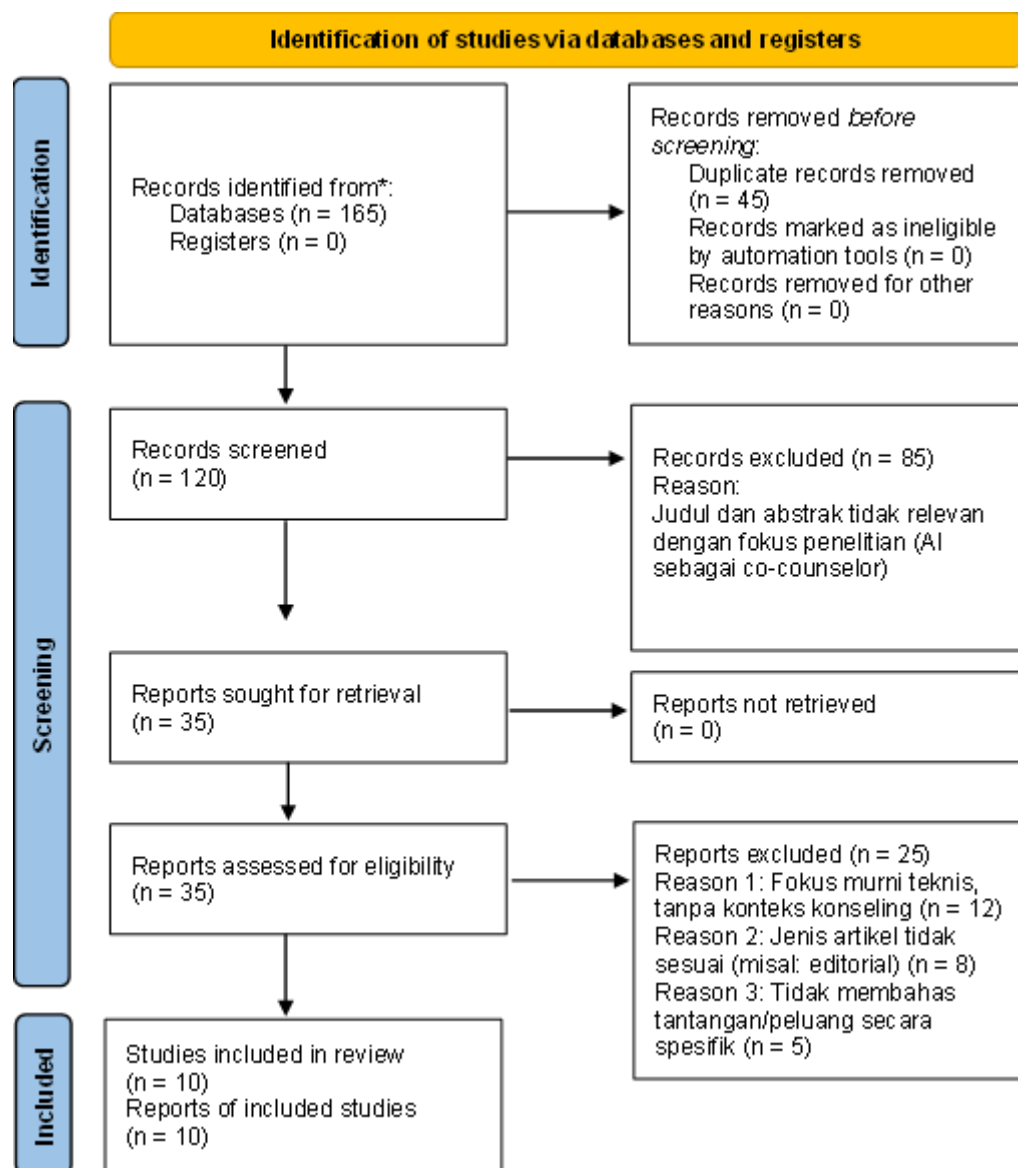 Identification of studies via databases and registers
Identification
Records identified from*:
Databases (n = 165)
Registers (n = 0)
Records removed before
screening:
Duplicate records removed
(n = 45)
Records marked as ineligible
by automation tools (n = 0)
Records removed for other
reasons (n = 0)
Screening
Records screened
(n = 120)
Records excluded (n = 85)
Reason:
Judul dan abstrak tidak relevan
dengan fokus penelitian (AI
sebagai co-counselor)
Reports sought for retrieval
(n = 35)
Reports not retrieved
(n = 0)
Reports assessed for eligibility
(n = 35)
Reports excluded (n = 25)
Reason 1: Fokus murni teknis,
tanpa konteks konseling (n = 12)
Reason 2: Jenis artikel tidak
sesuai (misal: editorial) (n = 8)
Reason 3: Tidak membahas
tantangan/peluang secara
spesifik (n = 5)
Included
Studies included in review
(n = 10)
Reports of included studies
(n = 10)